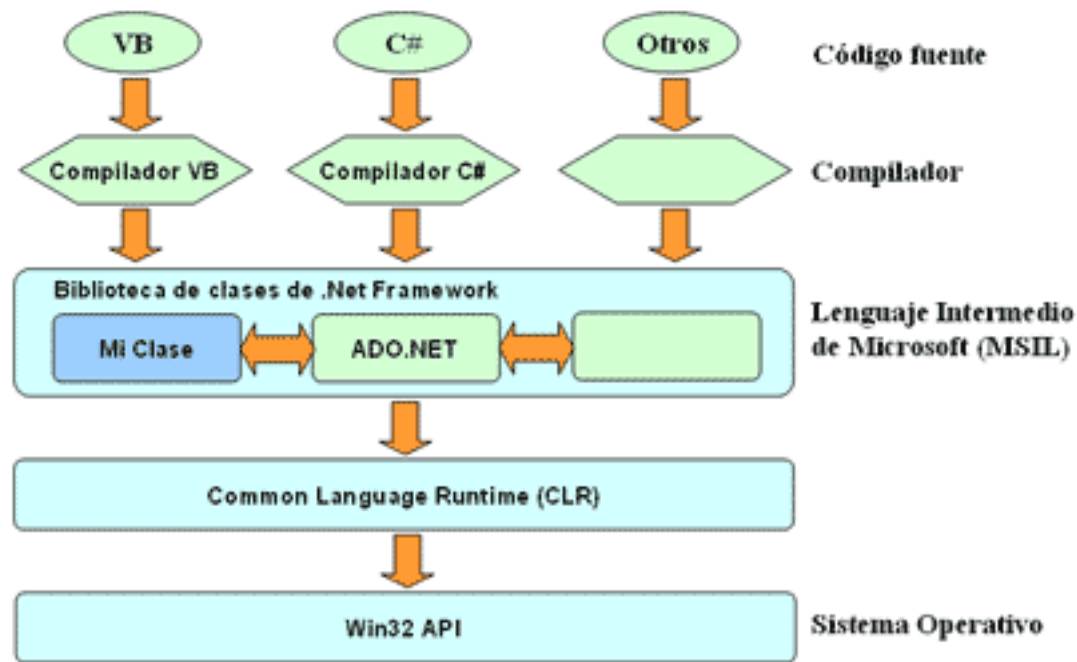 VB
C#
Otros
Código fuente
Compilador VB
Compilador C#
Compilador
Biblioteca de clases de .Net Framework
Mi Clase
ADO.NET
Lenguaje Intermedio
de Microsoft (MSIL)
Common Language Runtime (CLR)
Win32 API
Sistema Operativo